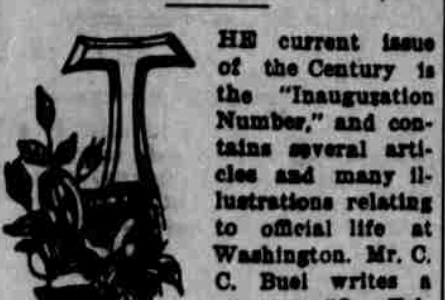 THE current issue
of the Century is
the "Inauguration
Number," and con-
tains several arti-
cles and many il-
lustrations relating
to official life at
Washington. Mr. C.
C. Buel writes a